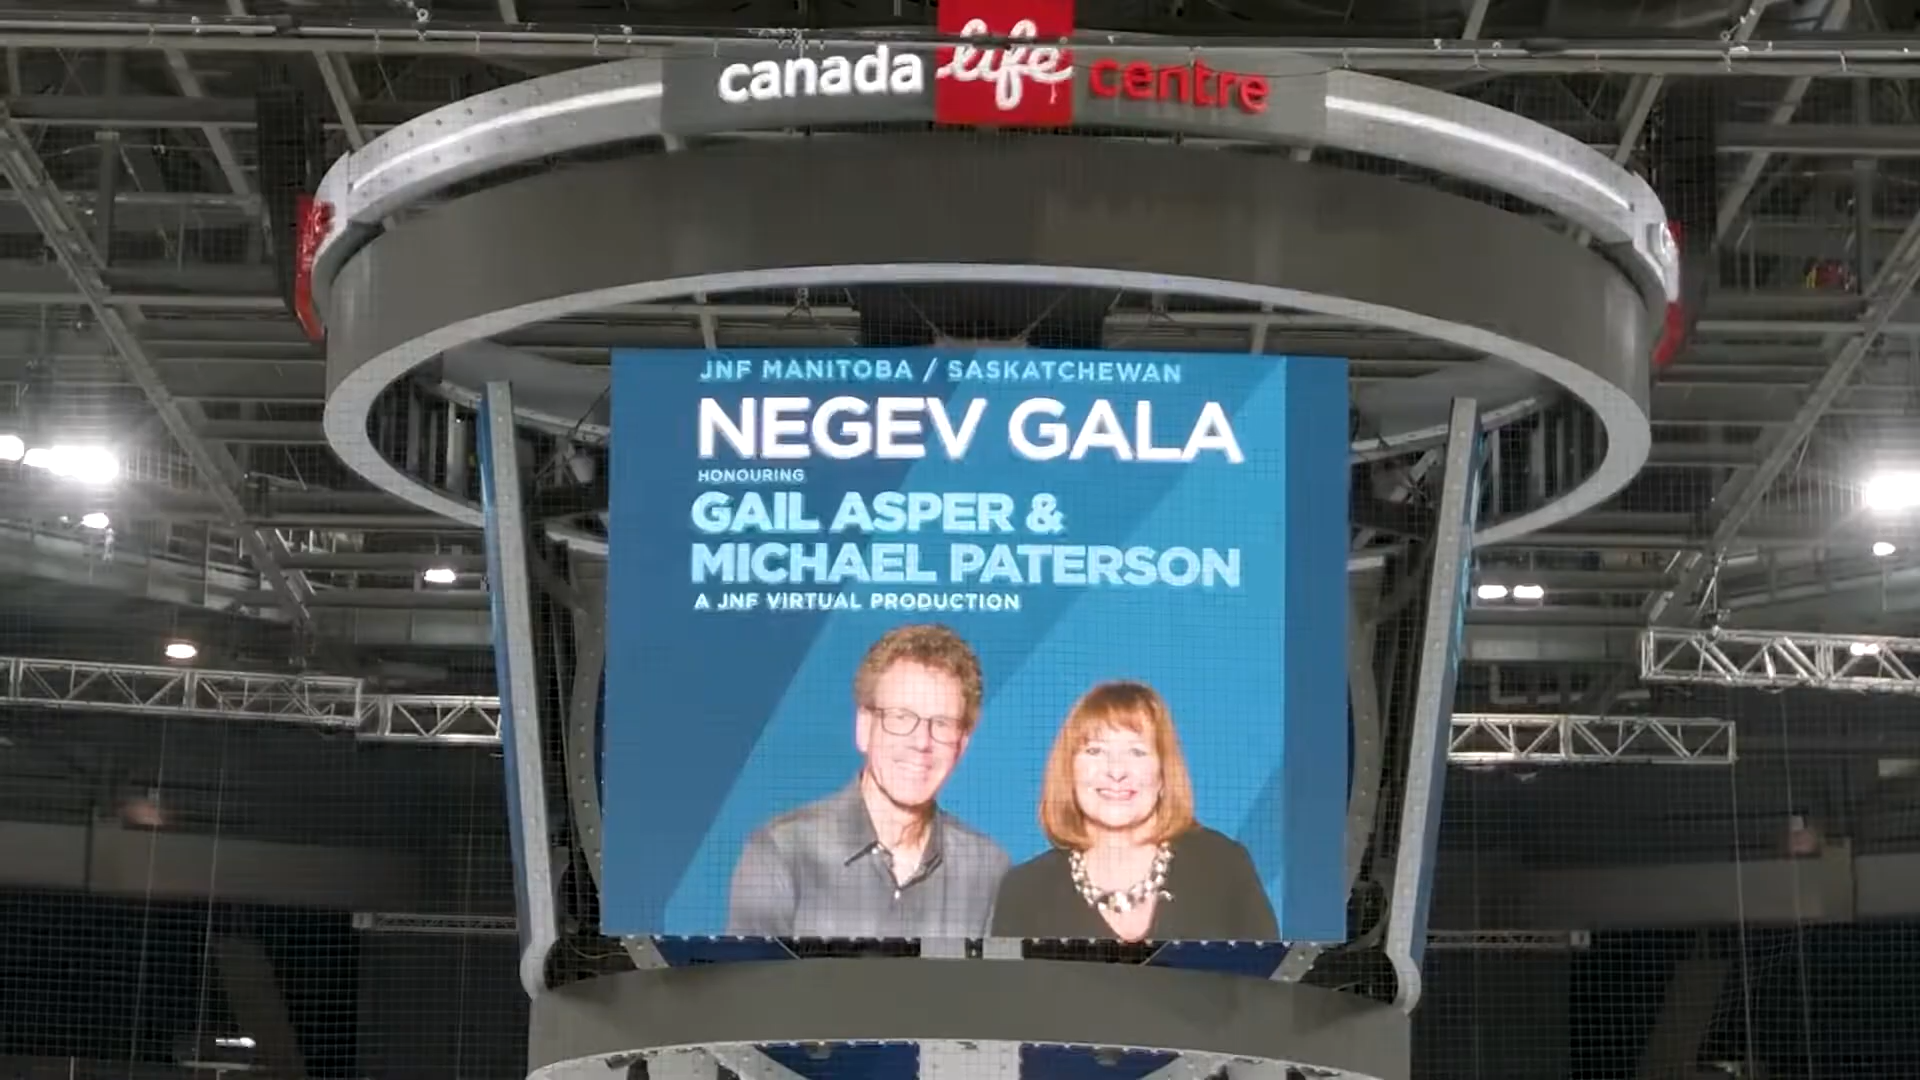 canada life centre
JNF MANITOBA / SASKATCHEWAN
NEGEV GALA
HONOURING
GAIL ASPER &
MICHAEL PATERSON
A JNF VIRTUAL PRODUCTION